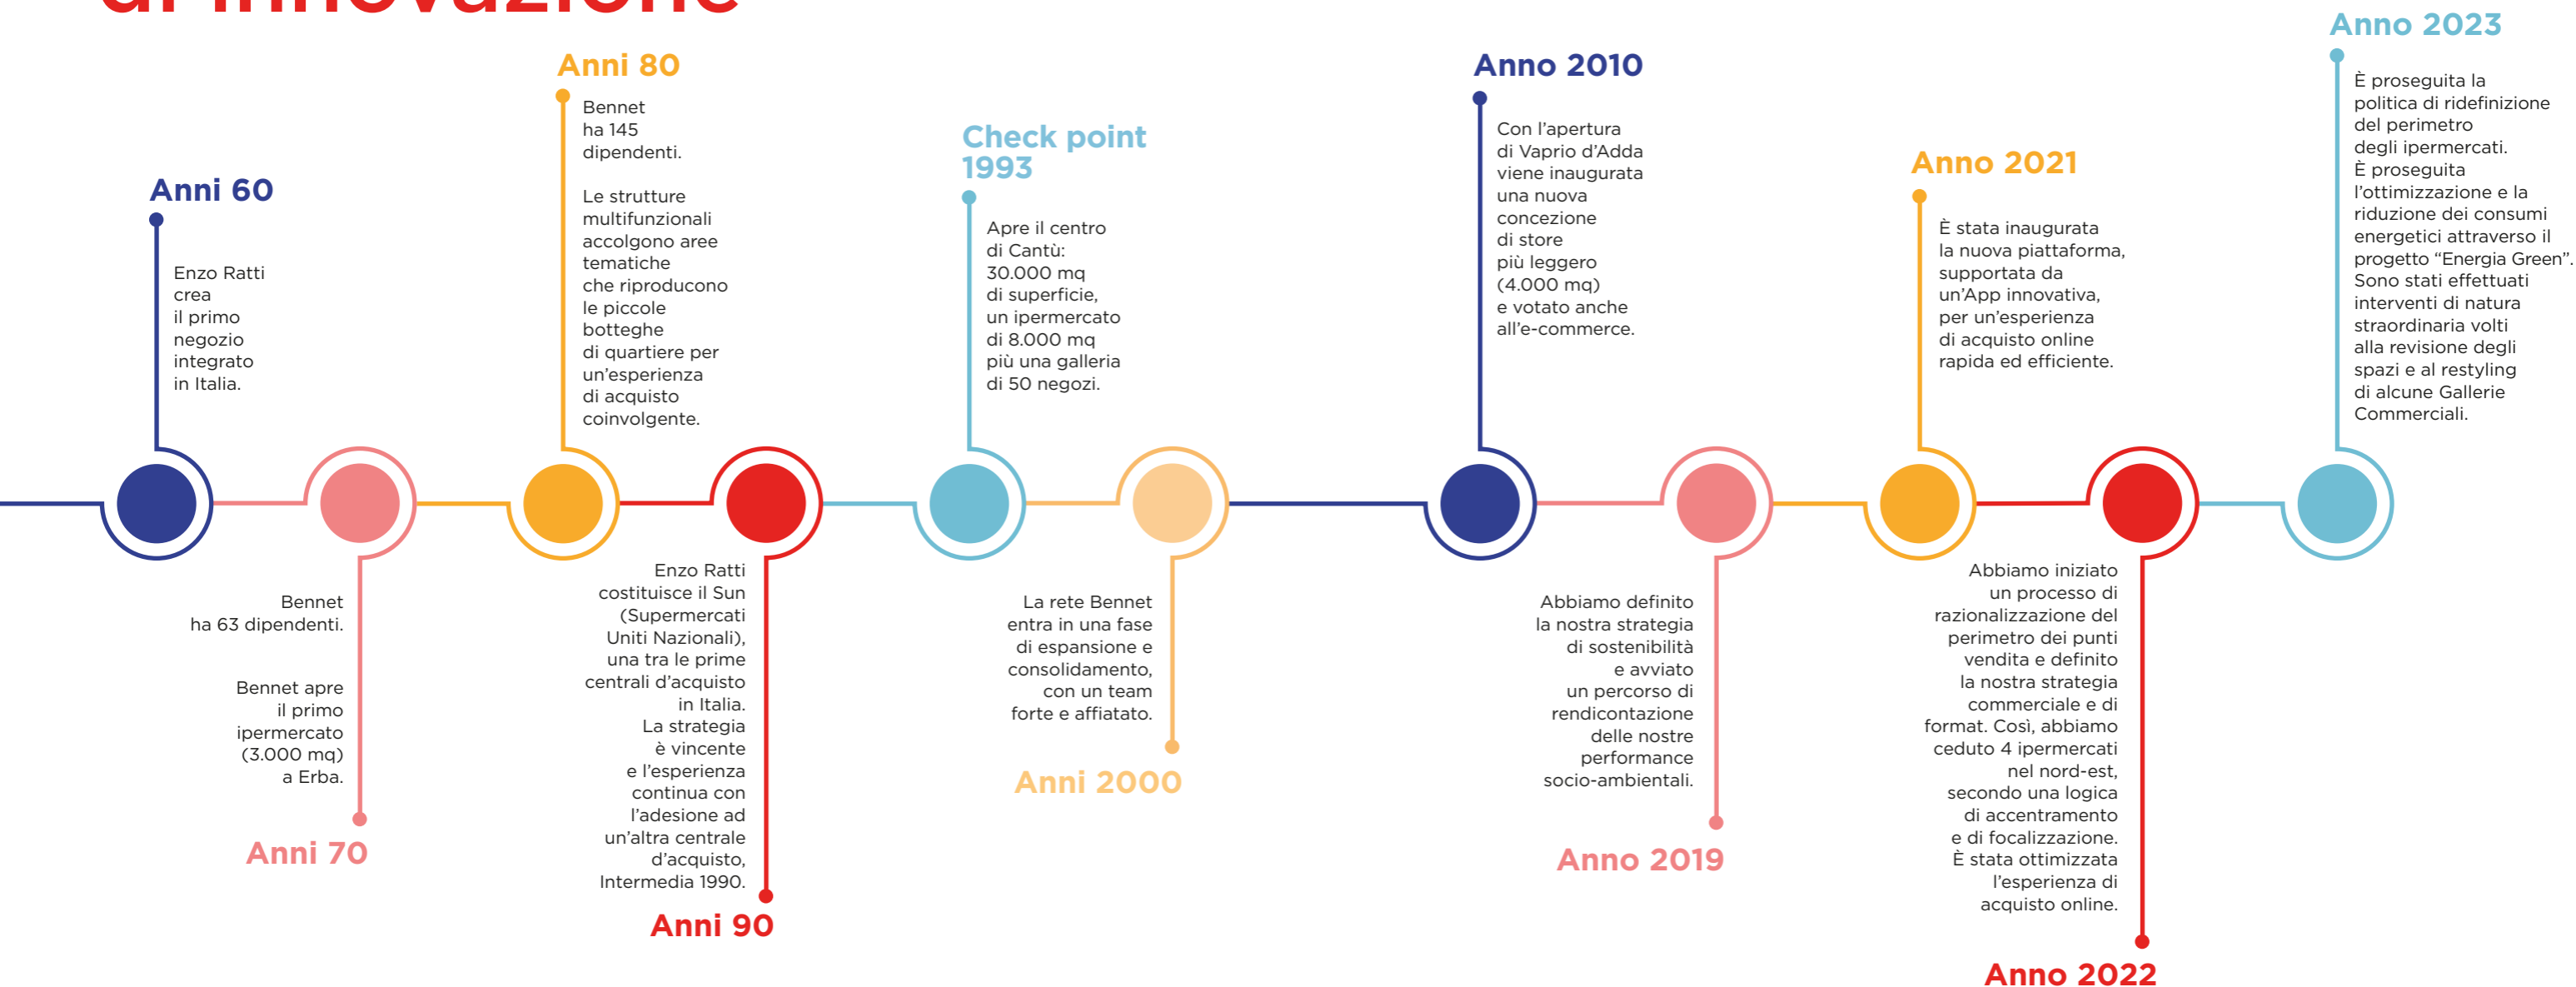 di innovazione
Anni 60
Enzo Ratti
crea
il primo
negozio
integrato
in Italia.
Bennet
ha 63 dipendenti.
Bennet apre
il primo
ipermercato
(3.000 mq)
a Erba.
Anni 70
Anni 80
Bennet
ha 145
dipendenti.
Le strutture
multifunzionali
accolgono aree
tematiche
che riproducono
le piccole
botteghe
di quartiere per
un’esperienza
di acquisto
coinvolgente.
Enzo Ratti
costituisce il Sun
(Supermercati
Uniti Nazionali),
una tra le prime
centrali d’acquisto
in Italia.
La strategia
è vincente
e l’esperienza
continua con
l’adesione ad
un’altra centrale
d’acquisto,
Intermedia 1990.
Anni 90
Check point
1993
Apre il centro
di Cantù:
30.000 mq
di superficie,
un ipermercato
di 8.000 mq
più una galleria
di 50 negozi.
La rete Bennet
entra in una fase
di espansione e
consolidamento,
con un team
forte e affiatato.
Anni 2000
Anno 2010
Con l’apertura
di Vaprio d’Adda
viene inaugurata
una nuova
concezione
di store
più leggero
(4.000 mq)
e votato anche
all’e-commerce.
Abbiamo definito
la nostra strategia
di sostenibilità
e avviato
un percorso di
rendicontazione
delle nostre
performance
socio-ambientali.
Anno 2019
Anno 2021
È stata inaugurata
la nuova piattaforma,
supportata da
un’App innovativa,
per un’esperienza
di acquisto online
rapida ed efficiente.
Abbiamo iniziato
un processo di
razionalizzazione del
perimetro dei punti
vendita e definito
la nostra strategia
commerciale e di
format. Così, abbiamo
ceduto 4 ipermercati
nel nord-est,
secondo una logica
di accentramento
e di focalizzazione.
È stata ottimizzata
l’esperienza di
acquisto online.
Anno 2022
Anno 2023
È proseguita la
politica di ridefinizione
del perimetro
degli ipermercati.
È proseguita
l’ottimizzazione e la
riduzione dei consumi
energetici attraverso il
progetto “Energia Green”.
Sono stati effettuati
interventi di natura
straordinaria volti
alla revisione degli
spazi e al restyling
di alcune Gallerie
Commerciali.